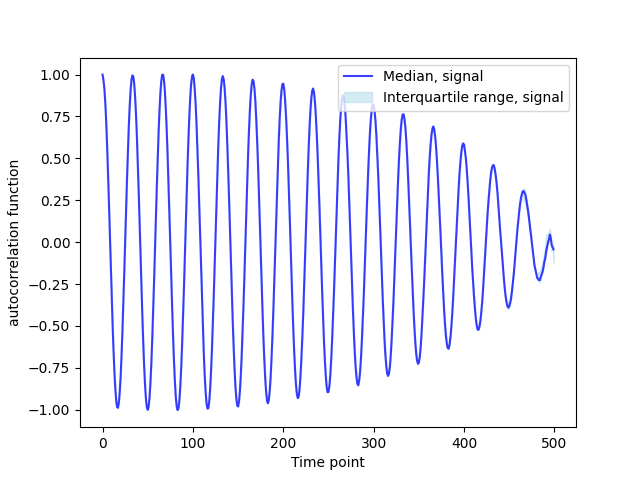 Median, signal
Interquartile range, signal
autocorrelation function
1.00
0.75
0.50
0.25
0.00
−0.25
−0.50
−0.75
−1.00
0 100 200 300 400 500
Time point